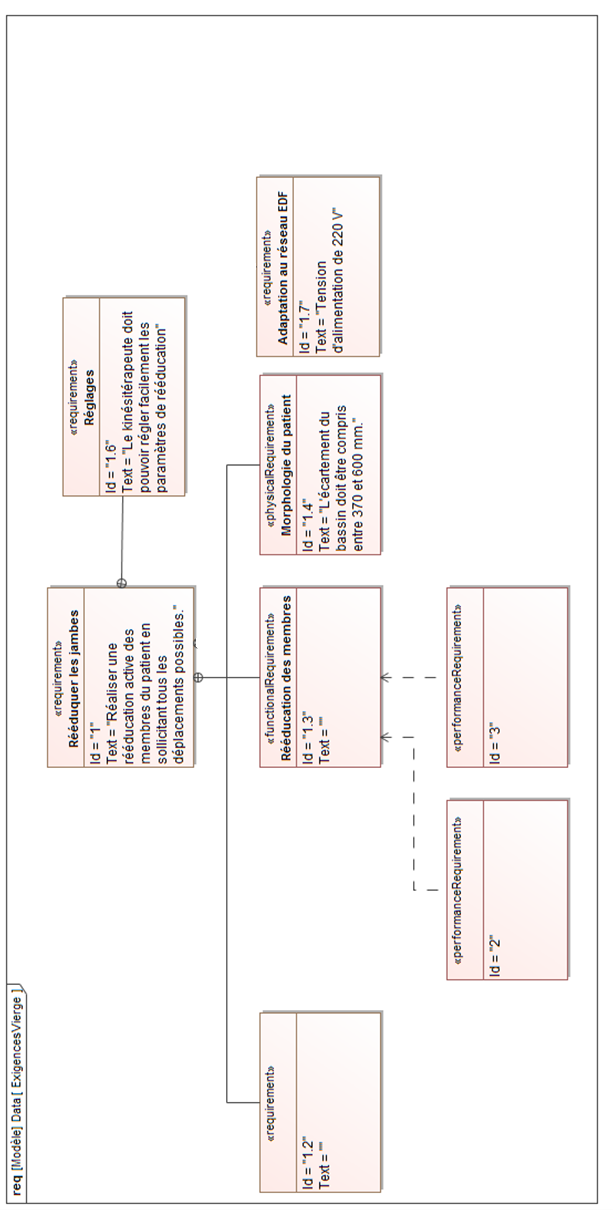 req [Modèle] Data [ ExigencesVierge ]
«requirement»
Rééduquer les jambes
Id = "1"
Text = "Réaliser une
rééducation active des
membres du patient en
sollicitant tous les
déplacements possibles."
«requirement»
Réglages
Id = "1.6"
Text = "Le kinésitérapeute doit
pouvoir régler facilement les
paramètres de rééducation"
«requirement»
Id = "1.2"
Text = ""
«functionalRequirement»
Rééducation des membres
Id = "1.3"
Text = ""
«physicalRequirement»
Morphologie du patient
Id = "1.4"
Text = "L'écartement du
bassin doit être compris
entre 370 et 600 mm."
«requirement»
Adaptation au réseau EDF
Id = "1.7"
Text = "Tension
d'alimentation de 220 V"
«performanceRequirement»
Id = "2"
«performanceRequirement»
Id = "3"